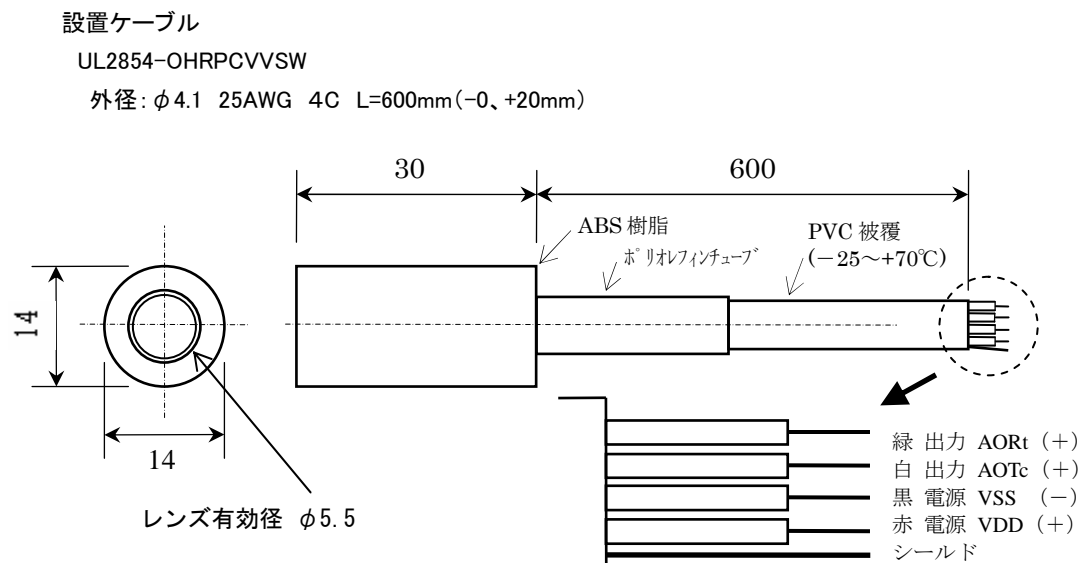 設置ケーブル
UL2854-OHRPCVVSW
外径：φ4.1 25AWG 4C L=600mm(-0、+20mm)
30
600
ABS 樹脂
ﾎﾟﾘｵﾚﾌｨﾝﾁｭｰﾌﾞ
PVC 被覆
(－25～+70℃)
14
14
レンズ有効径 φ5.5
緑 出力 AORt (＋)
白 出力 AOTc (＋)
黒 電源 VSS (－)
赤 電源 VDD (＋)
シールド